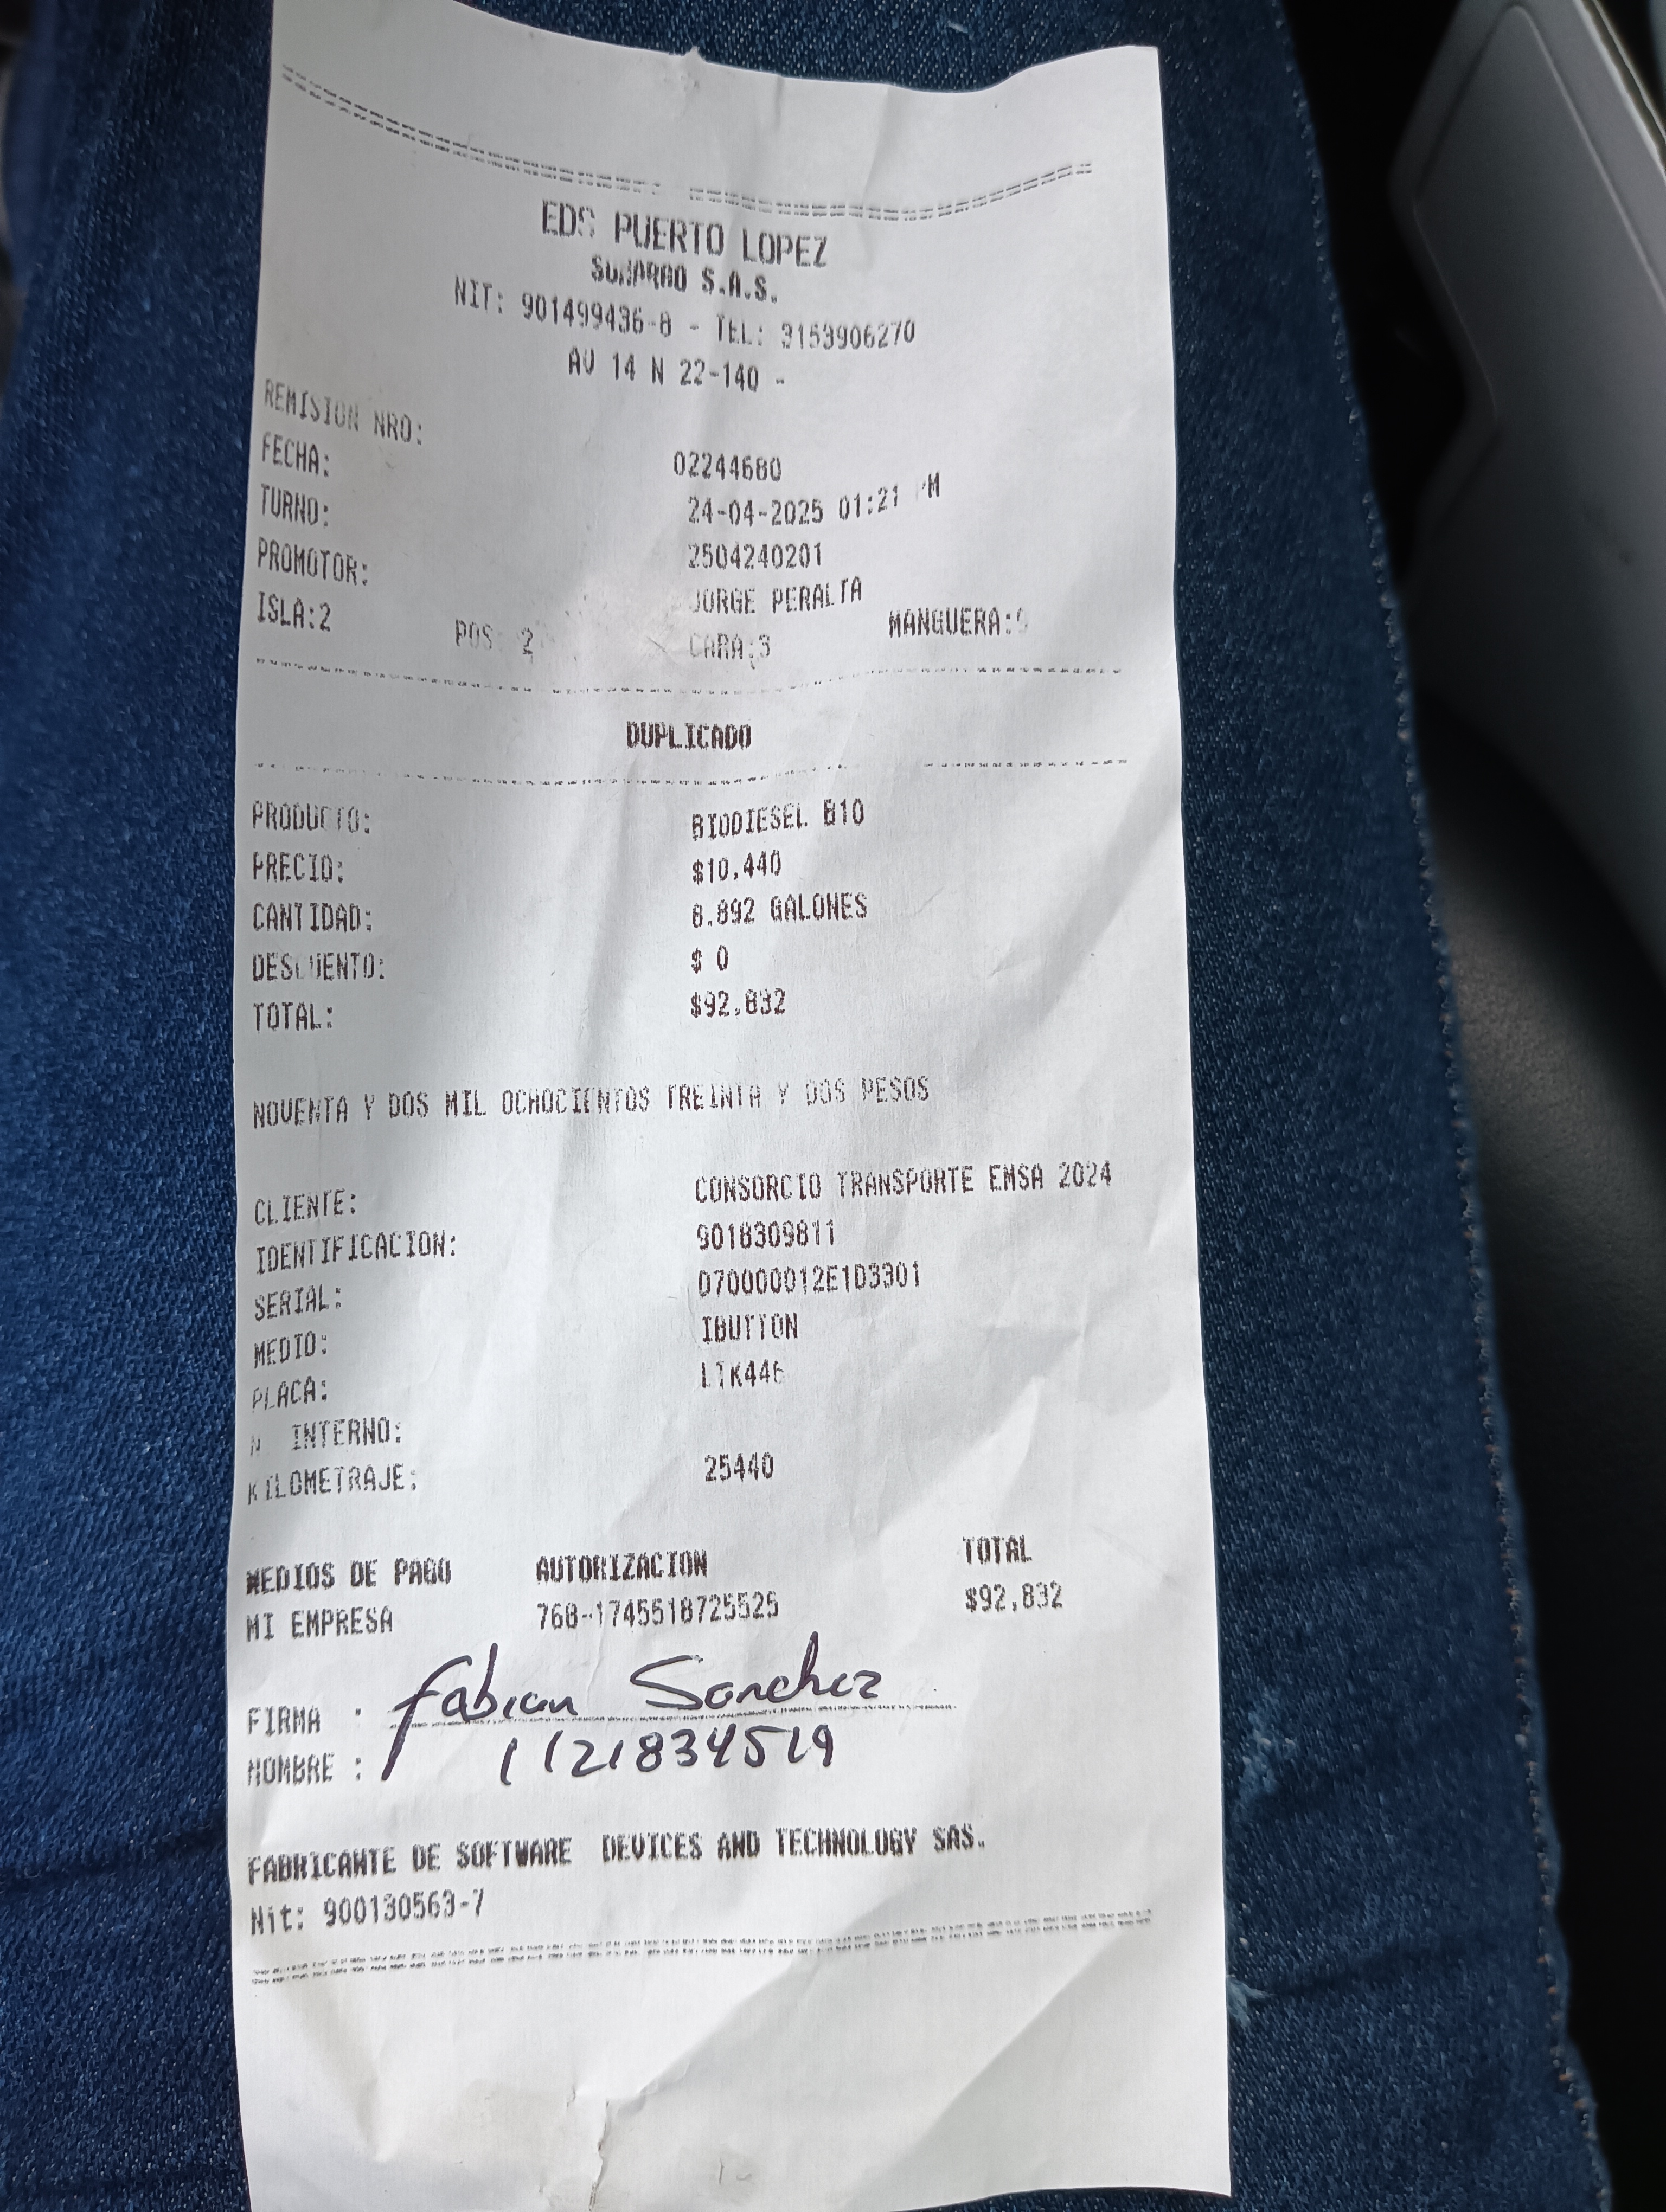 EDS PUERTO LOPEZ
S.A.S.
NIT: 901499436-8 - TEL: 3153906270
AV 14 N 22-140 -
REMISION NRO: 02244680
FECHA: 24-04-2025 01:21 PM
TURNO: 2504240201
PROMOTOR: JORGE PERALTA
ISLA:2 POS: 2 CARA:3 MANGUERA:
DUPLICADO
PRODUCTO: BIODIESEL B10
PRECIO: $10,440
CANTIDAD: 8.892 GALONES
DESCUENTO: $ 0
TOTAL: $92,832
NOVENTA Y DOS MIL OCHOCIENTOS TREINTA Y DOS PESOS
CLIENTE: CONSORCIO TRANSPORTE EMSA 2024
IDENTIFICACION: 9018309811
SERIAL: D70000012E1D3301
MEDIO: IBUTTON
PLACA:
N. INTERNO:
KILOMETRAJE: 25440
MEDIOS DE PAGO AUTORIZACION TOTAL
MI EMPRESA 768-1745518725525 $92,832
FIRMA : Fabian Sanchez
NOMBRE : 1121834519
FABRICANTE DE SOFTWARE DEVICES AND TECHNOLOGY SAS.
Nit: 900130563-7